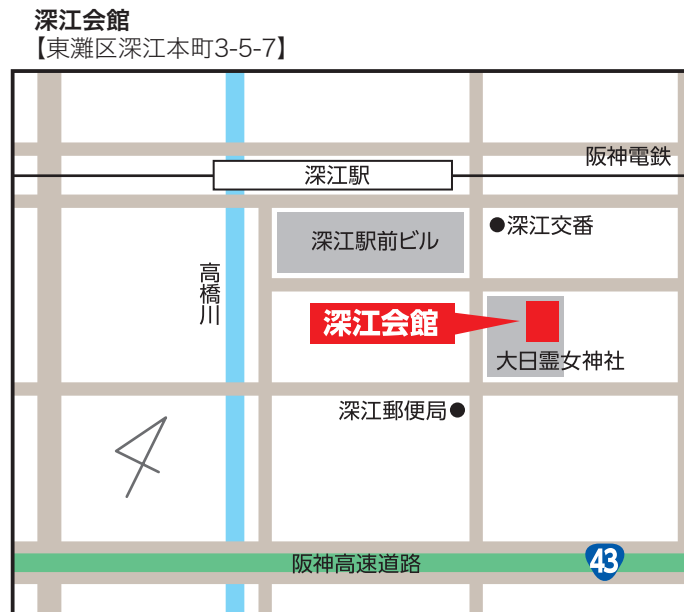 深江会館
【東灘区深江本町3-5-7】
阪神電鉄
深江駅
深江交番
深江駅前ビル
高橋川
深江会館
大日霊女神社
深江郵便局
阪神高速道路
43